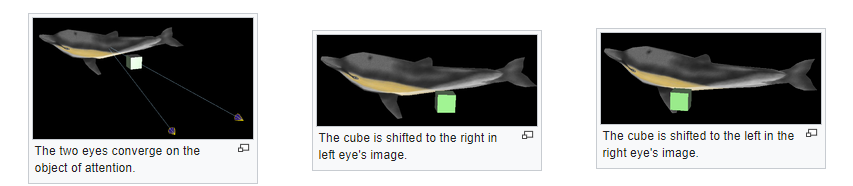 The two eyes converge on the
object of attention.
The cube is shifted to the right in
left eye's image.
The cube is shifted to the left in the
right eye's image.